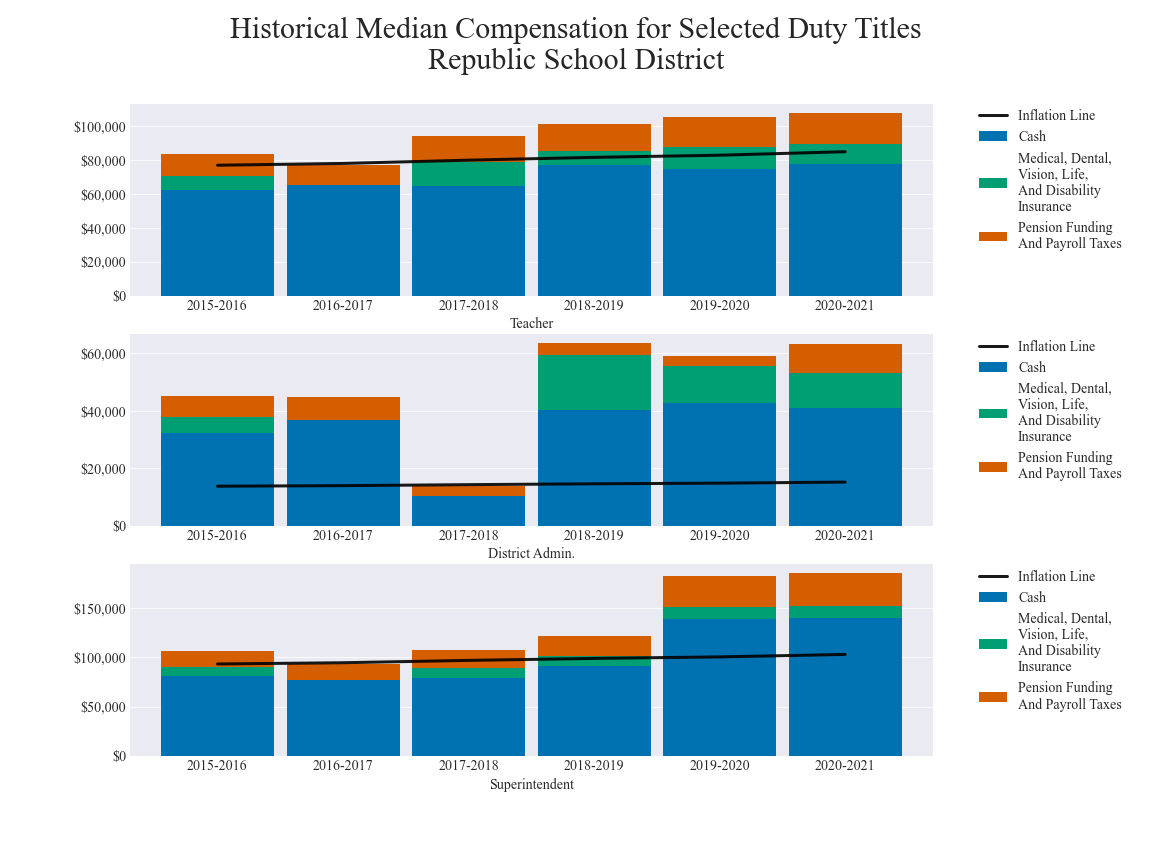 Historical Median Compensation for Selected Duty Titles
Republic School District
$100,000
$80,000
$60,000
$40,000
$20,000
$0
2015-2016
2016-2017
2017-2018
2018-2019
2019-2020
2020-2021
Teacher
Inflation Line
Cash
Medical, Dental,
Vision, Life,
And Disability
Insurance
Pension Funding
And Payroll Taxes
$60,000
$40,000
$20,000
$0
2015-2016
2016-2017
2017-2018
2018-2019
2019-2020
2020-2021
District Admin.
Inflation Line
Cash
Medical, Dental,
Vision, Life,
And Disability
Insurance
Pension Funding
And Payroll Taxes
$150,000
$100,000
$50,000
$0
2015-2016
2016-2017
2017-2018
2018-2019
2019-2020
2020-2021
Superintendent
Inflation Line
Cash
Medical, Dental,
Vision, Life,
And Disability
Insurance
Pension Funding
And Payroll Taxes